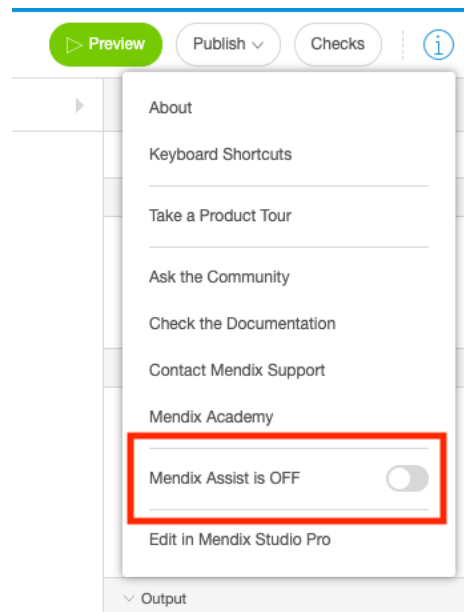 Preview
Publish
Checks
i
About
Keyboard Shortcuts
Take a Product Tour
Ask the Community
Check the Documentation
Contact Mendix Support
Mendix Academy
Mendix Assist is OFF
Edit in Mendix Studio Pro
Output